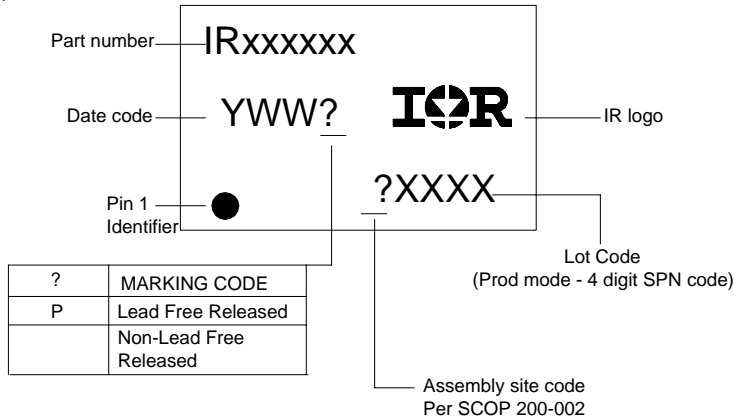 Part number
IRxxxxxx
Date code
YWW?
IOR
IR logo
Pin 1
Identifier
?XXXX
Lot Code
(Prod mode - 4 digit SPN code)
? MARKING CODE
P Lead Free Released
Non-Lead Free
Released
Assembly site code
Per SCOP 200-002